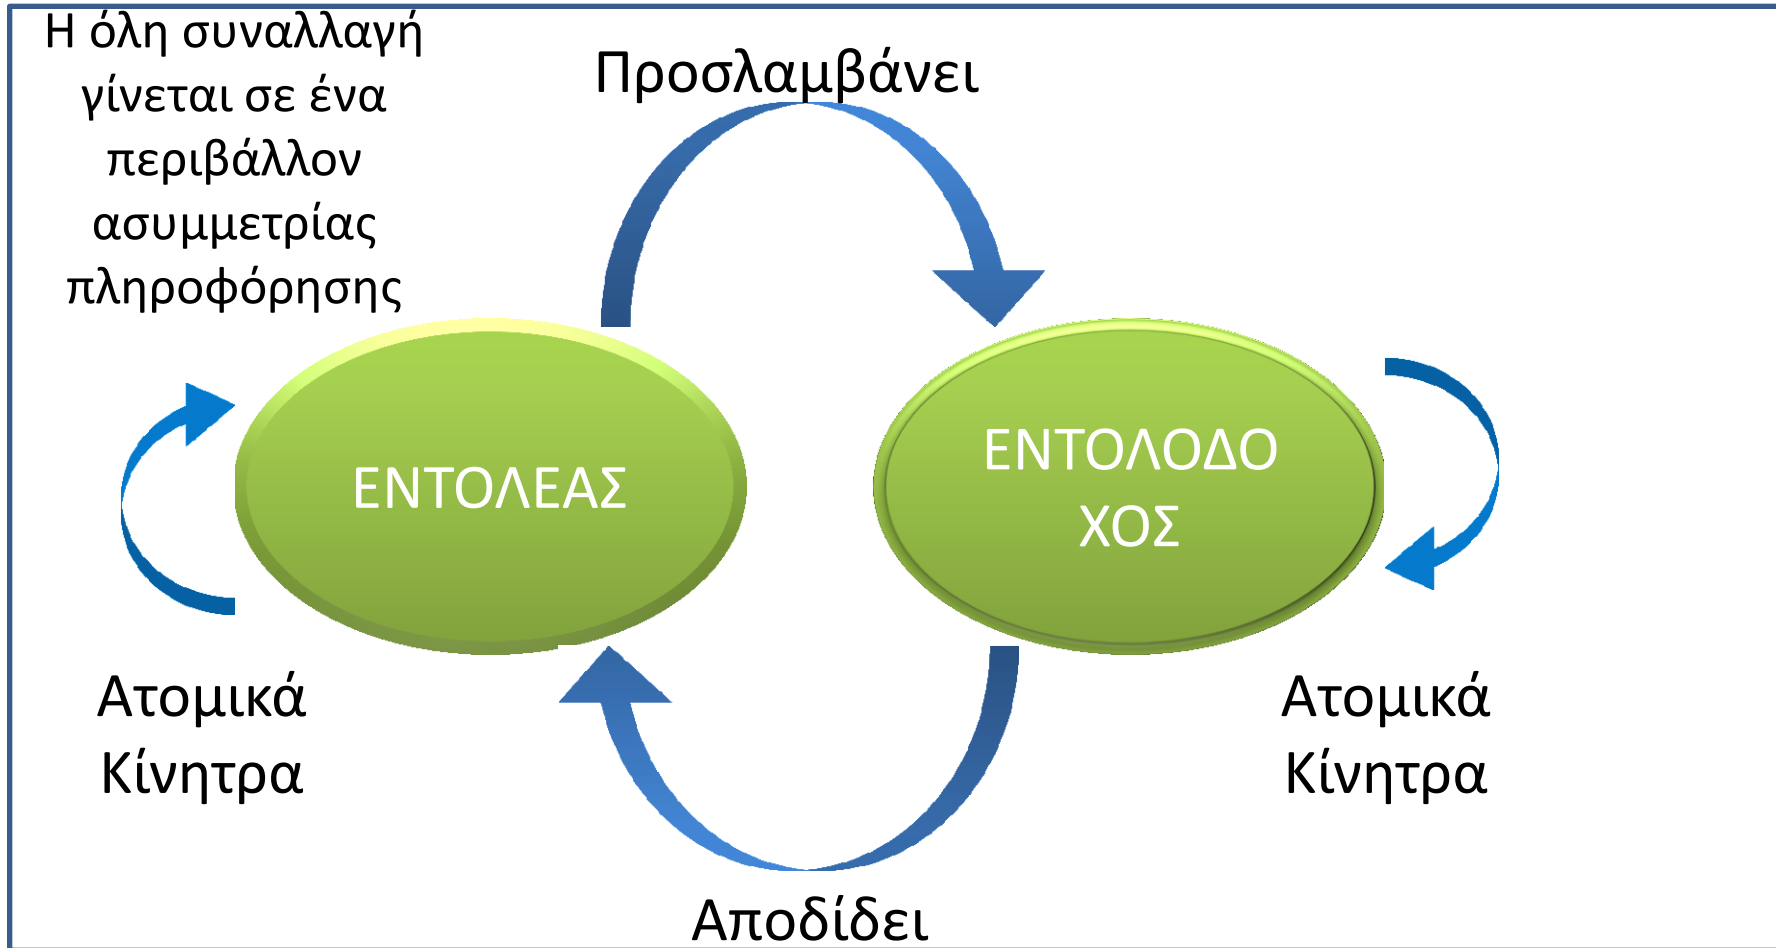 Η όλη συναλλαγή
γίνεται σε ένα
περιβάλλον
ασυμμετρίας
πληροφόρησης
Προσλαμβάνει
ΕΝΤΟΛΕΑΣ
ΕΝΤΟΛΟΔΟ
ΧΟΣ
Ατομικά
Κίνητρα
Ατομικά
Κίνητρα
Αποδίδει